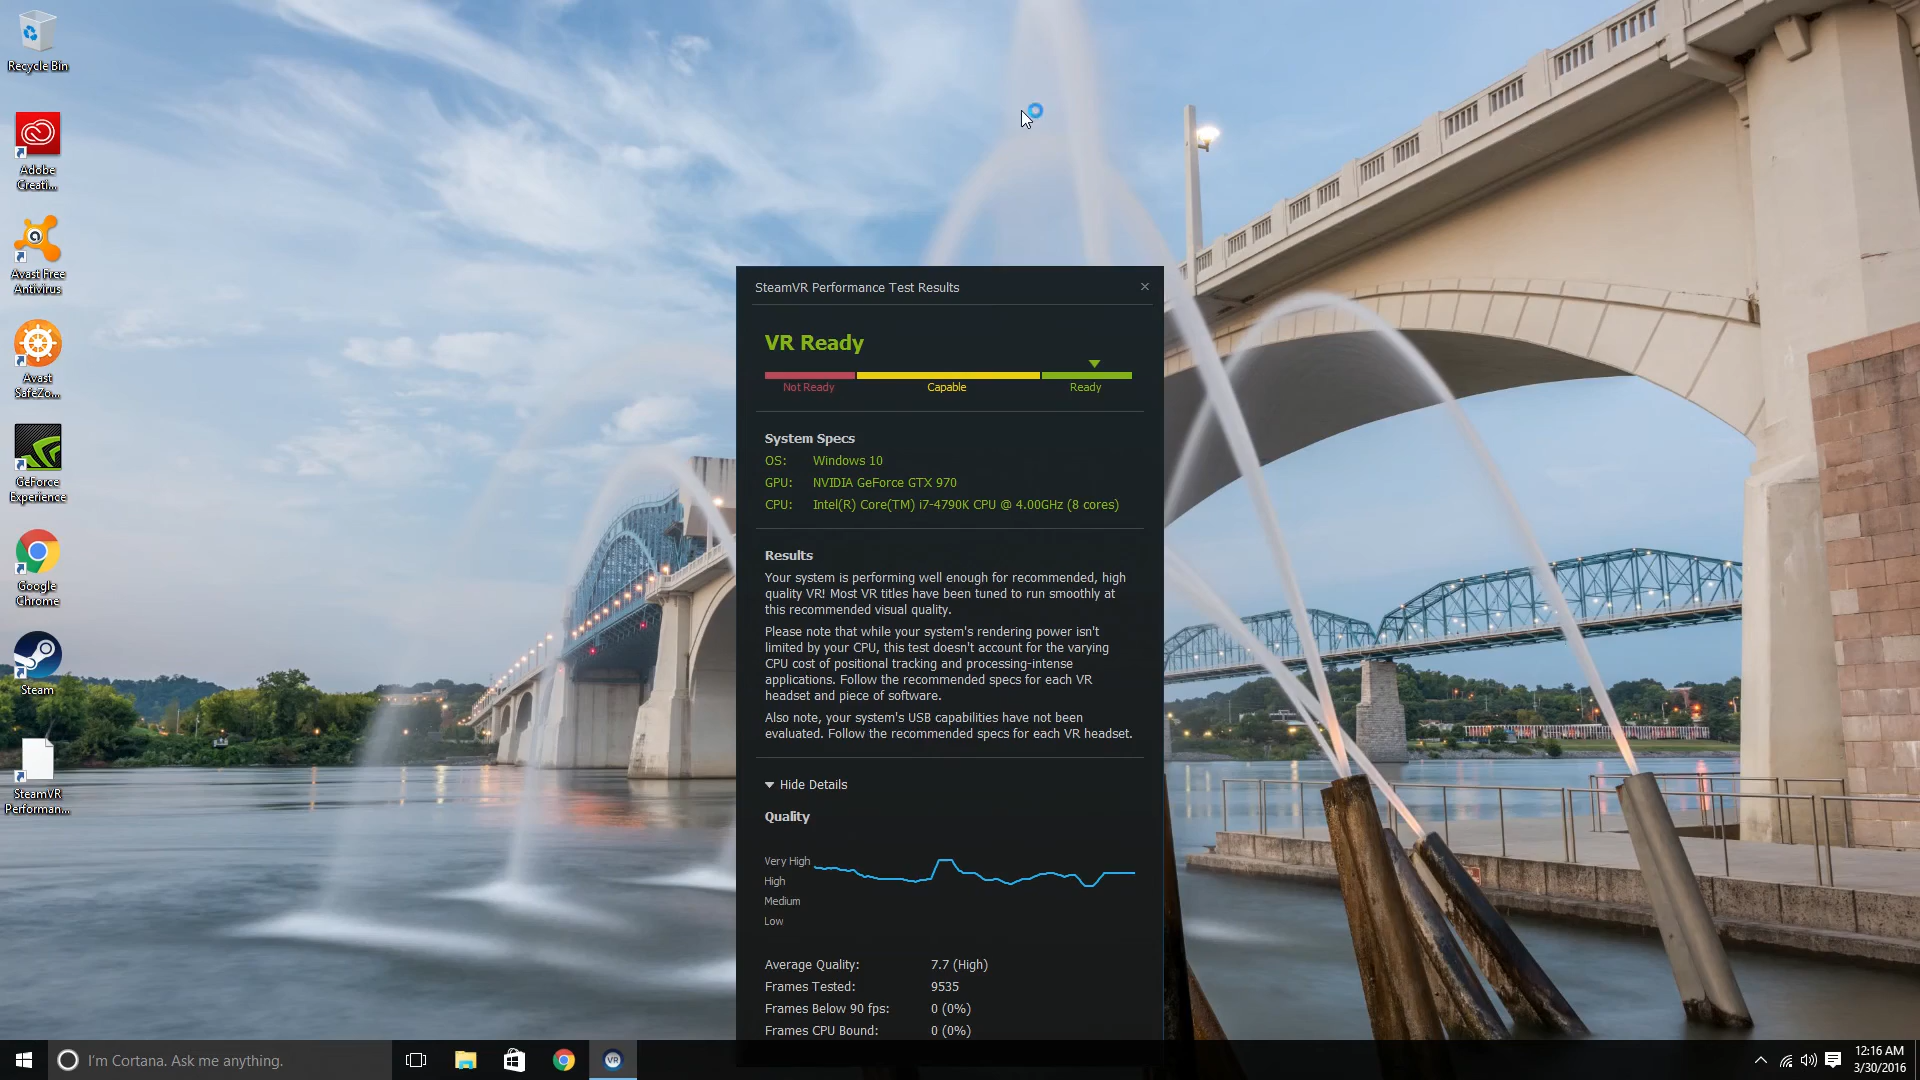 Recycle Bin
Adobe
Creati...
Avast Free
Antivirus
Avast
SafeZo...
GeForce
Experience
Google
Chrome
Steam
SteamVR
Performan...
SteamVR Performance Test Results
VR Ready
Not Ready
Capable
Ready
System Specs
OS: Windows 10
GPU: NVIDIA GeForce GTX 970
CPU: Intel(R) Core(TM) i7-4790K CPU @ 4.00GHz (8 cores)
Results
Your system is performing well enough for recommended, high
quality VR! Most VR titles have been tuned to run smoothly at
this recommended visual quality.
Please note that while your system's rendering power isn't
limited by your CPU, this test doesn't account for the varying
CPU cost of positional tracking and processing-intense
applications. Follow the recommended specs for each VR
headset and piece of software.
Also note, your system's USB capabilities have not been
evaluated. Follow the recommended specs for each VR headset.
Hide Details
Quality
Very High
High
Medium
Low
Average Quality: 7.7 (High)
Frames Tested: 9535
Frames Below 90 fps: 0 (0%)
Frames CPU Bound: 0 (0%)
I'm Cortana. Ask me anything.
VR
12:16 AM
3/30/2016